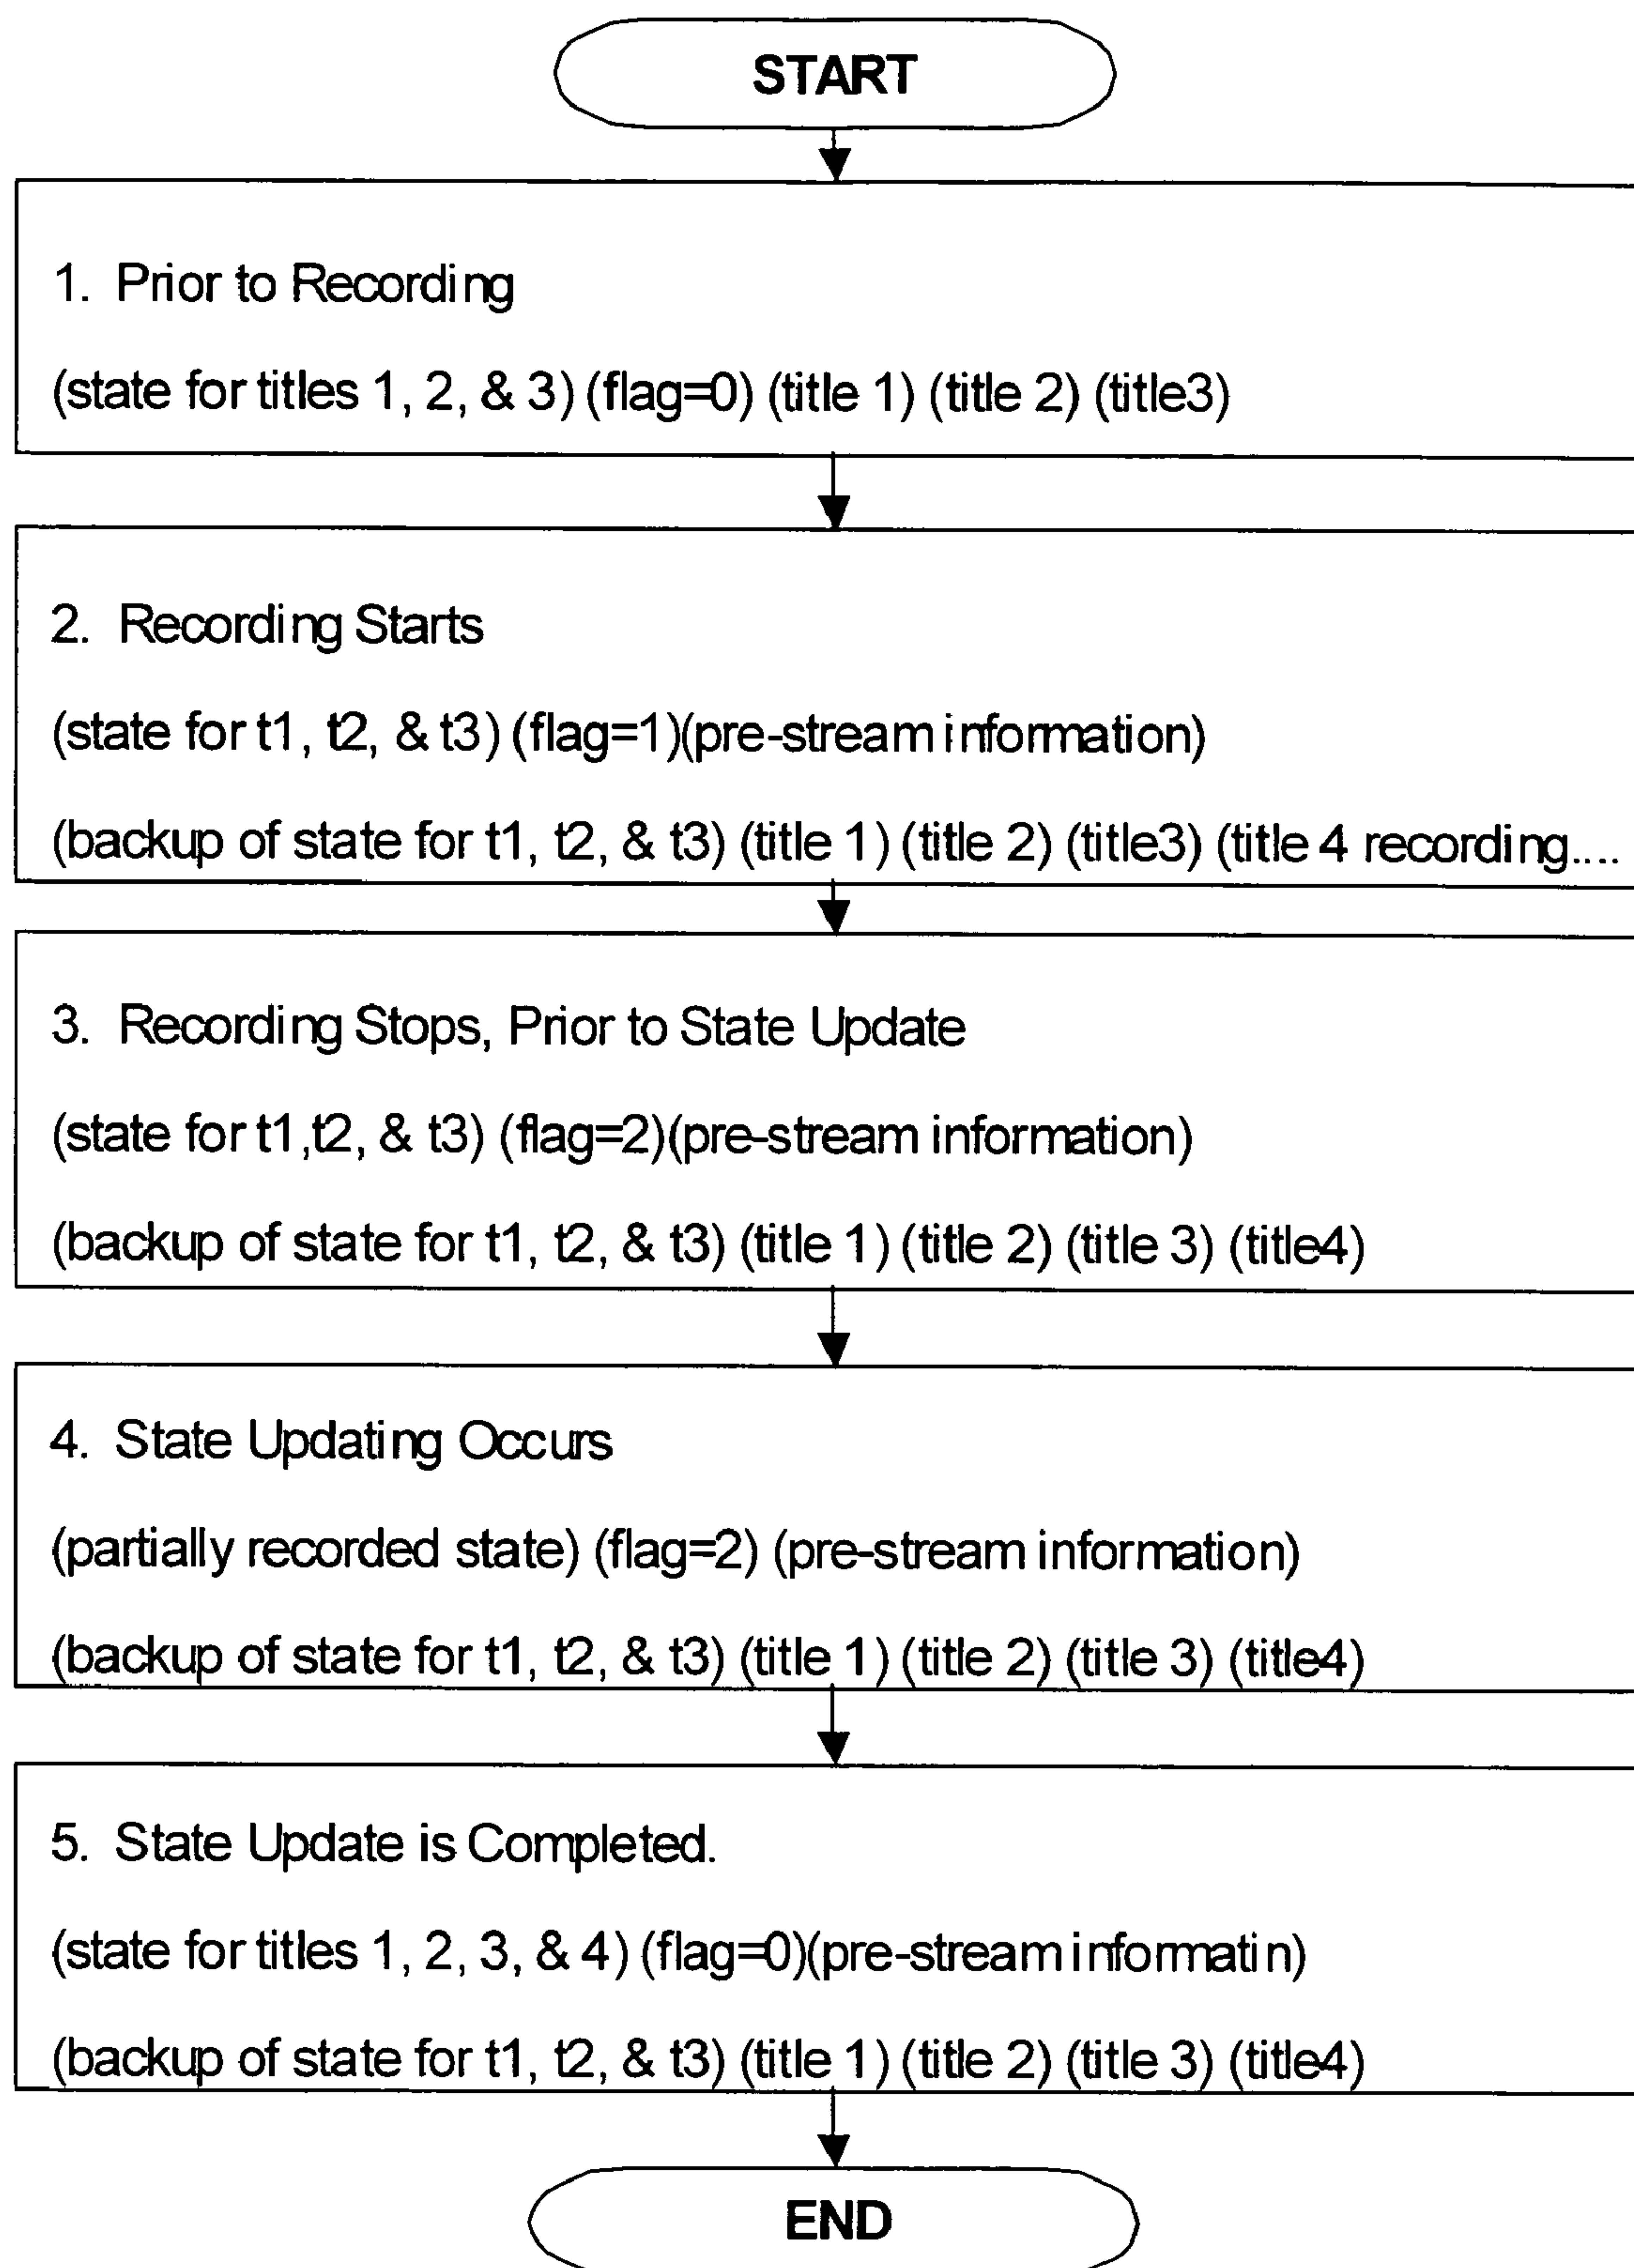 START
1. Prior to Recording
(state for titles 1, 2, & 3) (flag=0) (title 1) (title 2) (title3)
2. Recording Starts
(state for t1, t2, & t3) (flag=1)(pre-stream information)
(backup of state for t1, t2, & t3) (title 1) (title 2) (title3) (title 4 recording....
3. Recording Stops, Prior to State Update
(state for t1,t2, & t3) (flag=2)(pre-stream information)
(backup of state for t1, t2, & t3) (title 1) (title 2) (title 3) (title4)
4. State Updating Occurs
(partially recorded state) (flag=2) (pre-stream information)
(backup of state for t1, t2, & t3) (title 1) (title 2) (title 3) (title4)
5. State Update is Completed.
(state for titles 1, 2, 3, & 4) (flag=0)(pre-stream informatin)
(backup of state for t1, t2, & t3) (title 1) (title 2) (title 3) (title4)
END